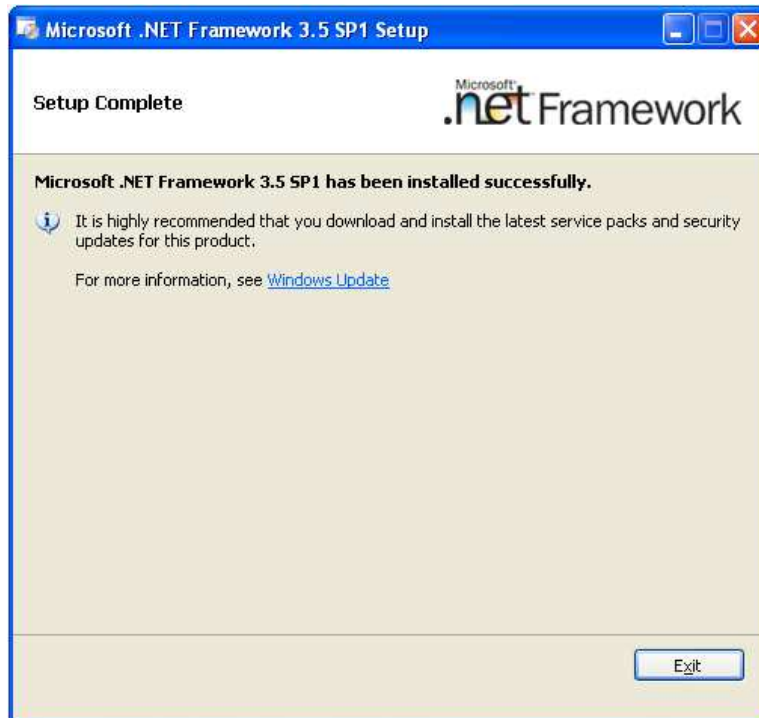 Microsoft .NET Framework 3.5 SP1 Setup
Setup Complete
Microsoft
.net Framework
Microsoft .NET Framework 3.5 SP1 has been installed successfully.
It is highly recommended that you download and install the latest service packs and security
updates for this product.
For more information, see Windows Update
Exit